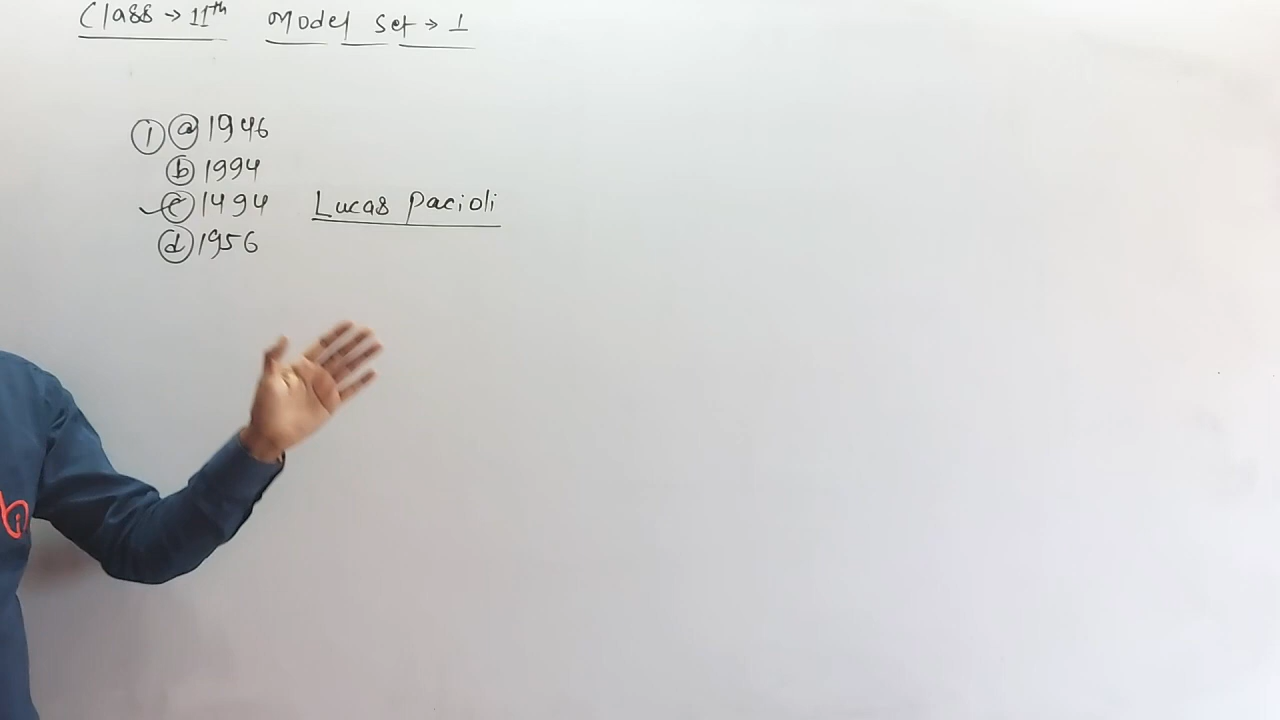 Class → 11th Model Set → 1
1 a 1946
b 1994
c 1494 Lucas Pacioli
d 1956